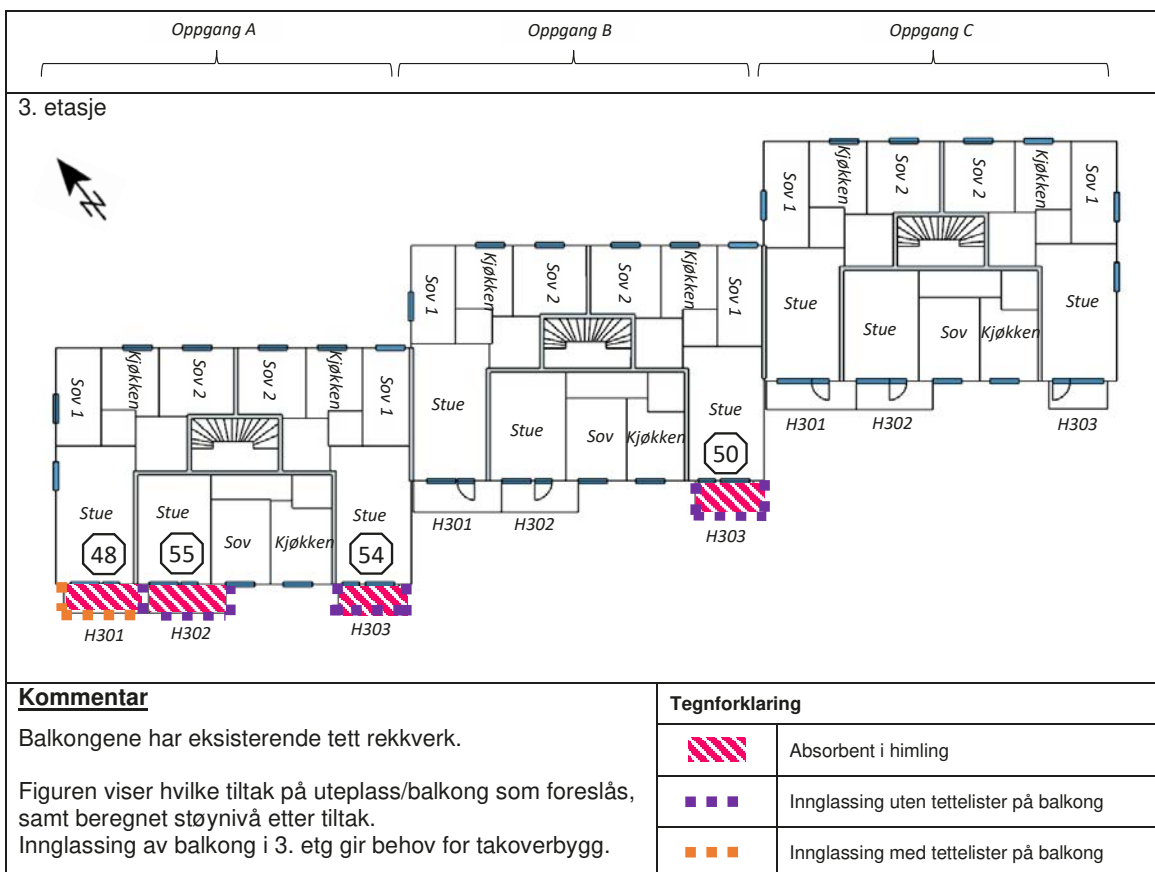 Oppgang A
Oppgang B
Oppgang C
3. etasje
N
Sov 1
Kjøkken
Sov 2
Sov 2
Kjøkken
Sov 1
Stue
Stue
Sov
Kjøkken
Stue
H301
H302
H303
Sov 1
Kjøkken
Sov 2
Sov 2
Kjøkken
Sov 1
Stue
Stue
Sov
Kjøkken
Stue
50
H301
H302
H303
Sov 1
Kjøkken
Sov 2
Sov 2
Kjøkken
Sov 1
Stue
Stue
Sov
Kjøkken
Stue
48
55
54
H301
H302
H303
Kommentar
Balkongene har eksisterende tett rekkverk.
Figuren viser hvilke tiltak på uteplass/balkong som foreslås,
samt beregnet støynivå etter tiltak.
Innglassing av balkong i 3. etg gir behov for takoverbygg.
Tegnforklaring
Absorbent i himling
Innglassing uten tettelister på balkong
Innglassing med tettelister på balkong